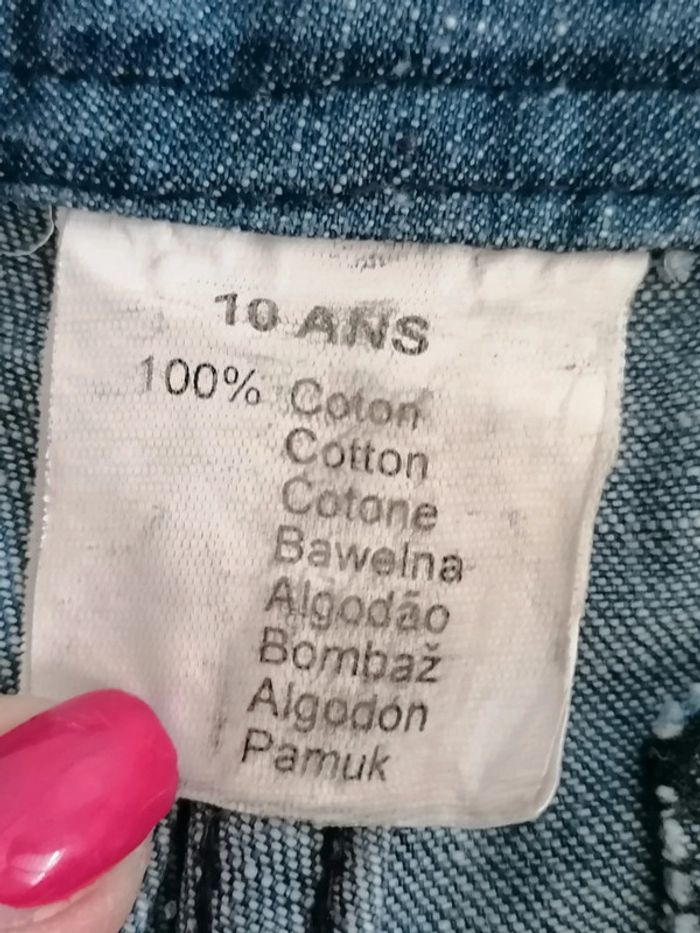 10 ANS
100% Coton
Cotton
Cotone
Bawelna
Algodão
Bombaž
Algodon
Pamuk